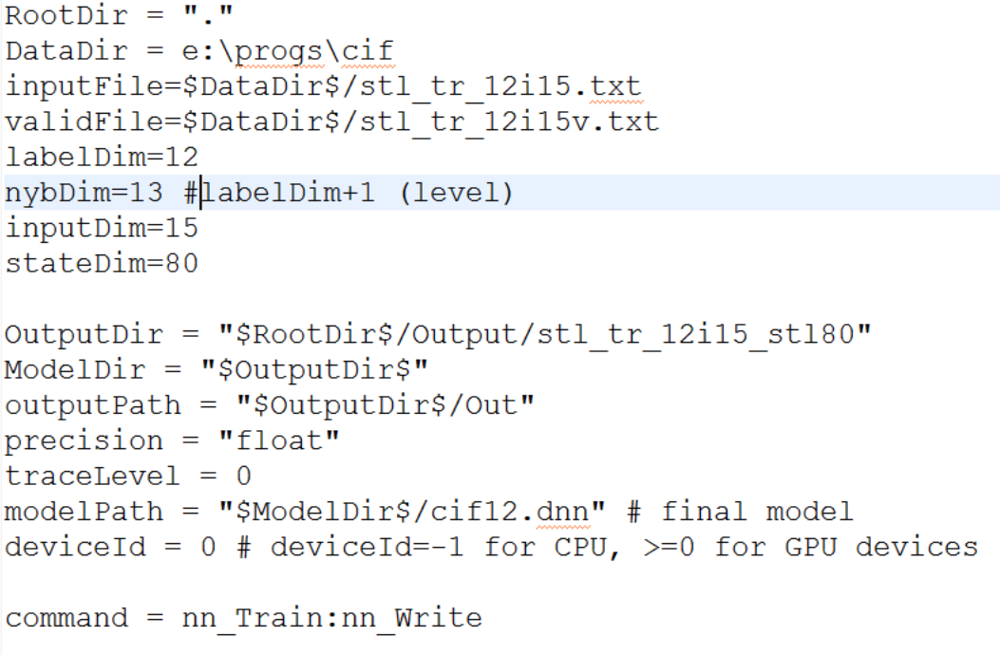 RootDir = "."
DataDir = e:\progs\cif
inputFile=$DataDir$/stl_tr_12i15.txt
validFile=$DataDir$/stl_tr_12i15v.txt
labelDim=12
nybDim=13 #labelDim+1 (level)
inputDim=15
stateDim=80
OutputDir = "$RootDir$/Output/stl_tr_12i15_stl80"
ModelDir = "$OutputDir$"
outputPath = "$OutputDir$/Out"
precision = "float"
traceLevel = 0
modelPath = "$ModelDir$/cif12.dnn" # final model
deviceId = 0 # deviceId=-1 for CPU, >=0 for GPU devices
command = nn_Train:nn_Write